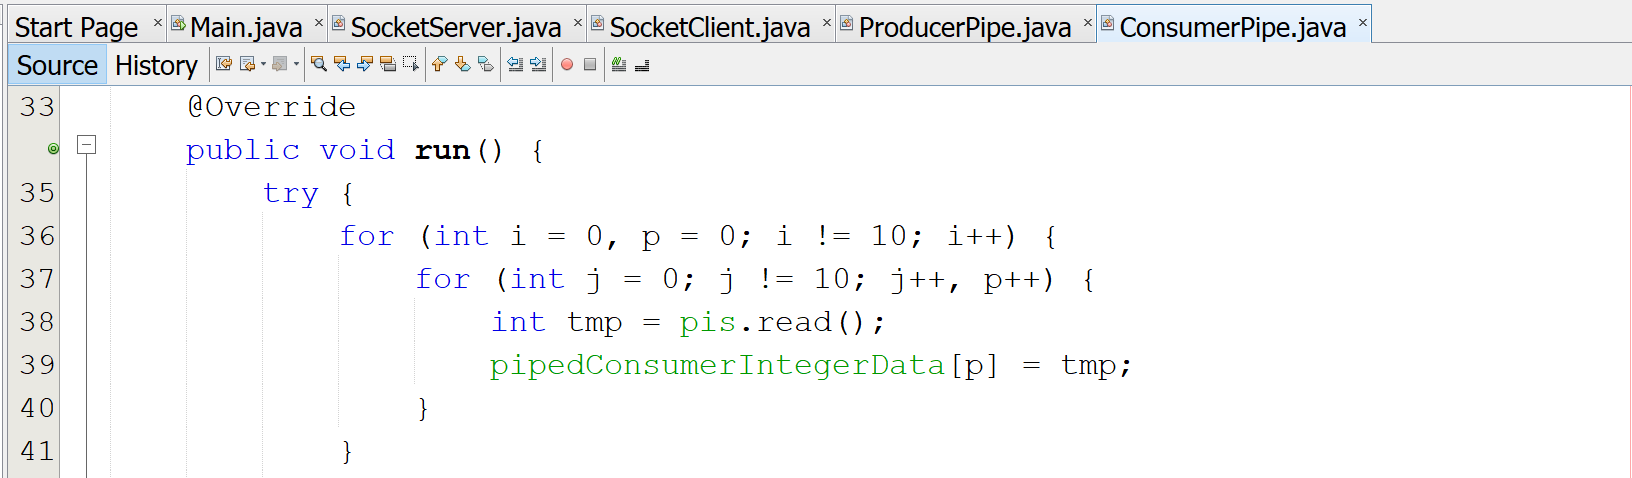 Start Page Main.java SocketServer.java SocketClient.java ProducerPipe.java ConsumerPipe.java
Source History
33 @Override
public void run() {
35 try {
36 for (int i = 0, p = 0; i != 10; i++) {
37 for (int j = 0; j != 10; j++, p++) {
38 int tmp = pis.read();
39 pipedConsumerIntegerData[p] = tmp;
40 }
41 }